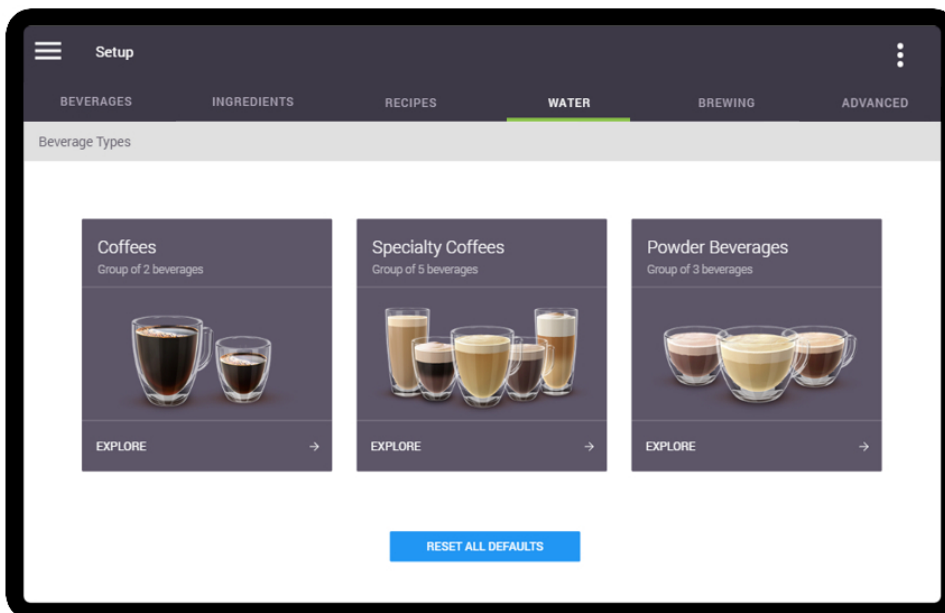 Setup
BEVERAGES INGREDIENTS RECIPES WATER BREWING ADVANCED
Beverage Types
Coffees
Group of 2 beverages
EXPLORE
Specialty Coffees
Group of 5 beverages
EXPLORE
Powder Beverages
Group of 3 beverages
EXPLORE
RESET ALL DEFAULTS